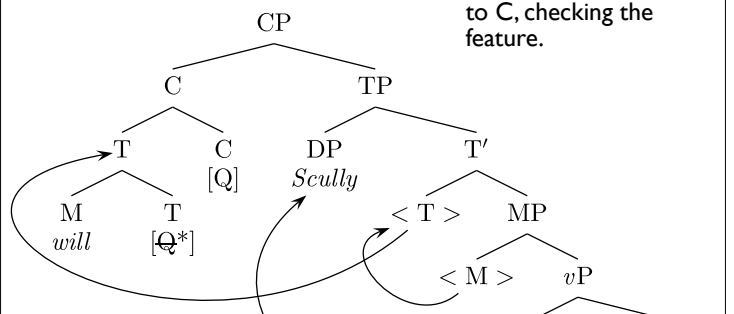 to C, checking the
feature.
CP
C TP
T C DP T′
[Q] Scully
M T < T > MP
will [Q*]
< M > vP